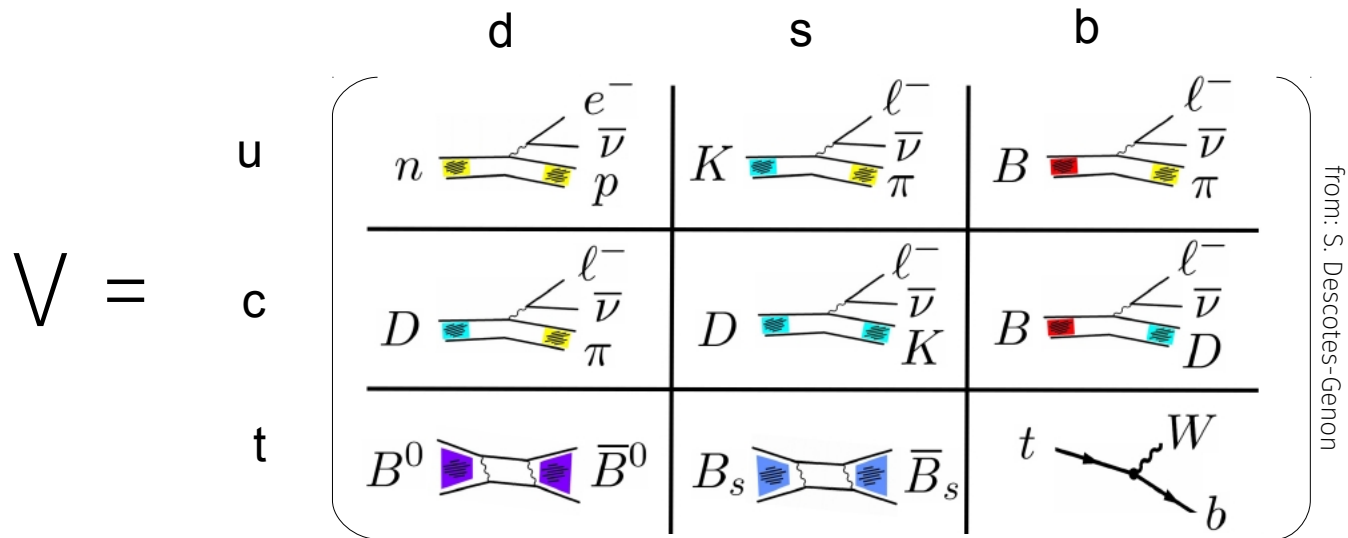 d s b
u
n e⁻ ν̄ p
K ℓ⁻ ν̄ π
B ℓ⁻ ν̄ π
V =
c
D ℓ⁻ ν̄ π
D ℓ⁻ ν̄ K
B ℓ⁻ ν̄ D
t
B⁰ B̅⁰
Bₛ B̅ₛ
t W b
from: S. Descotes-Genon